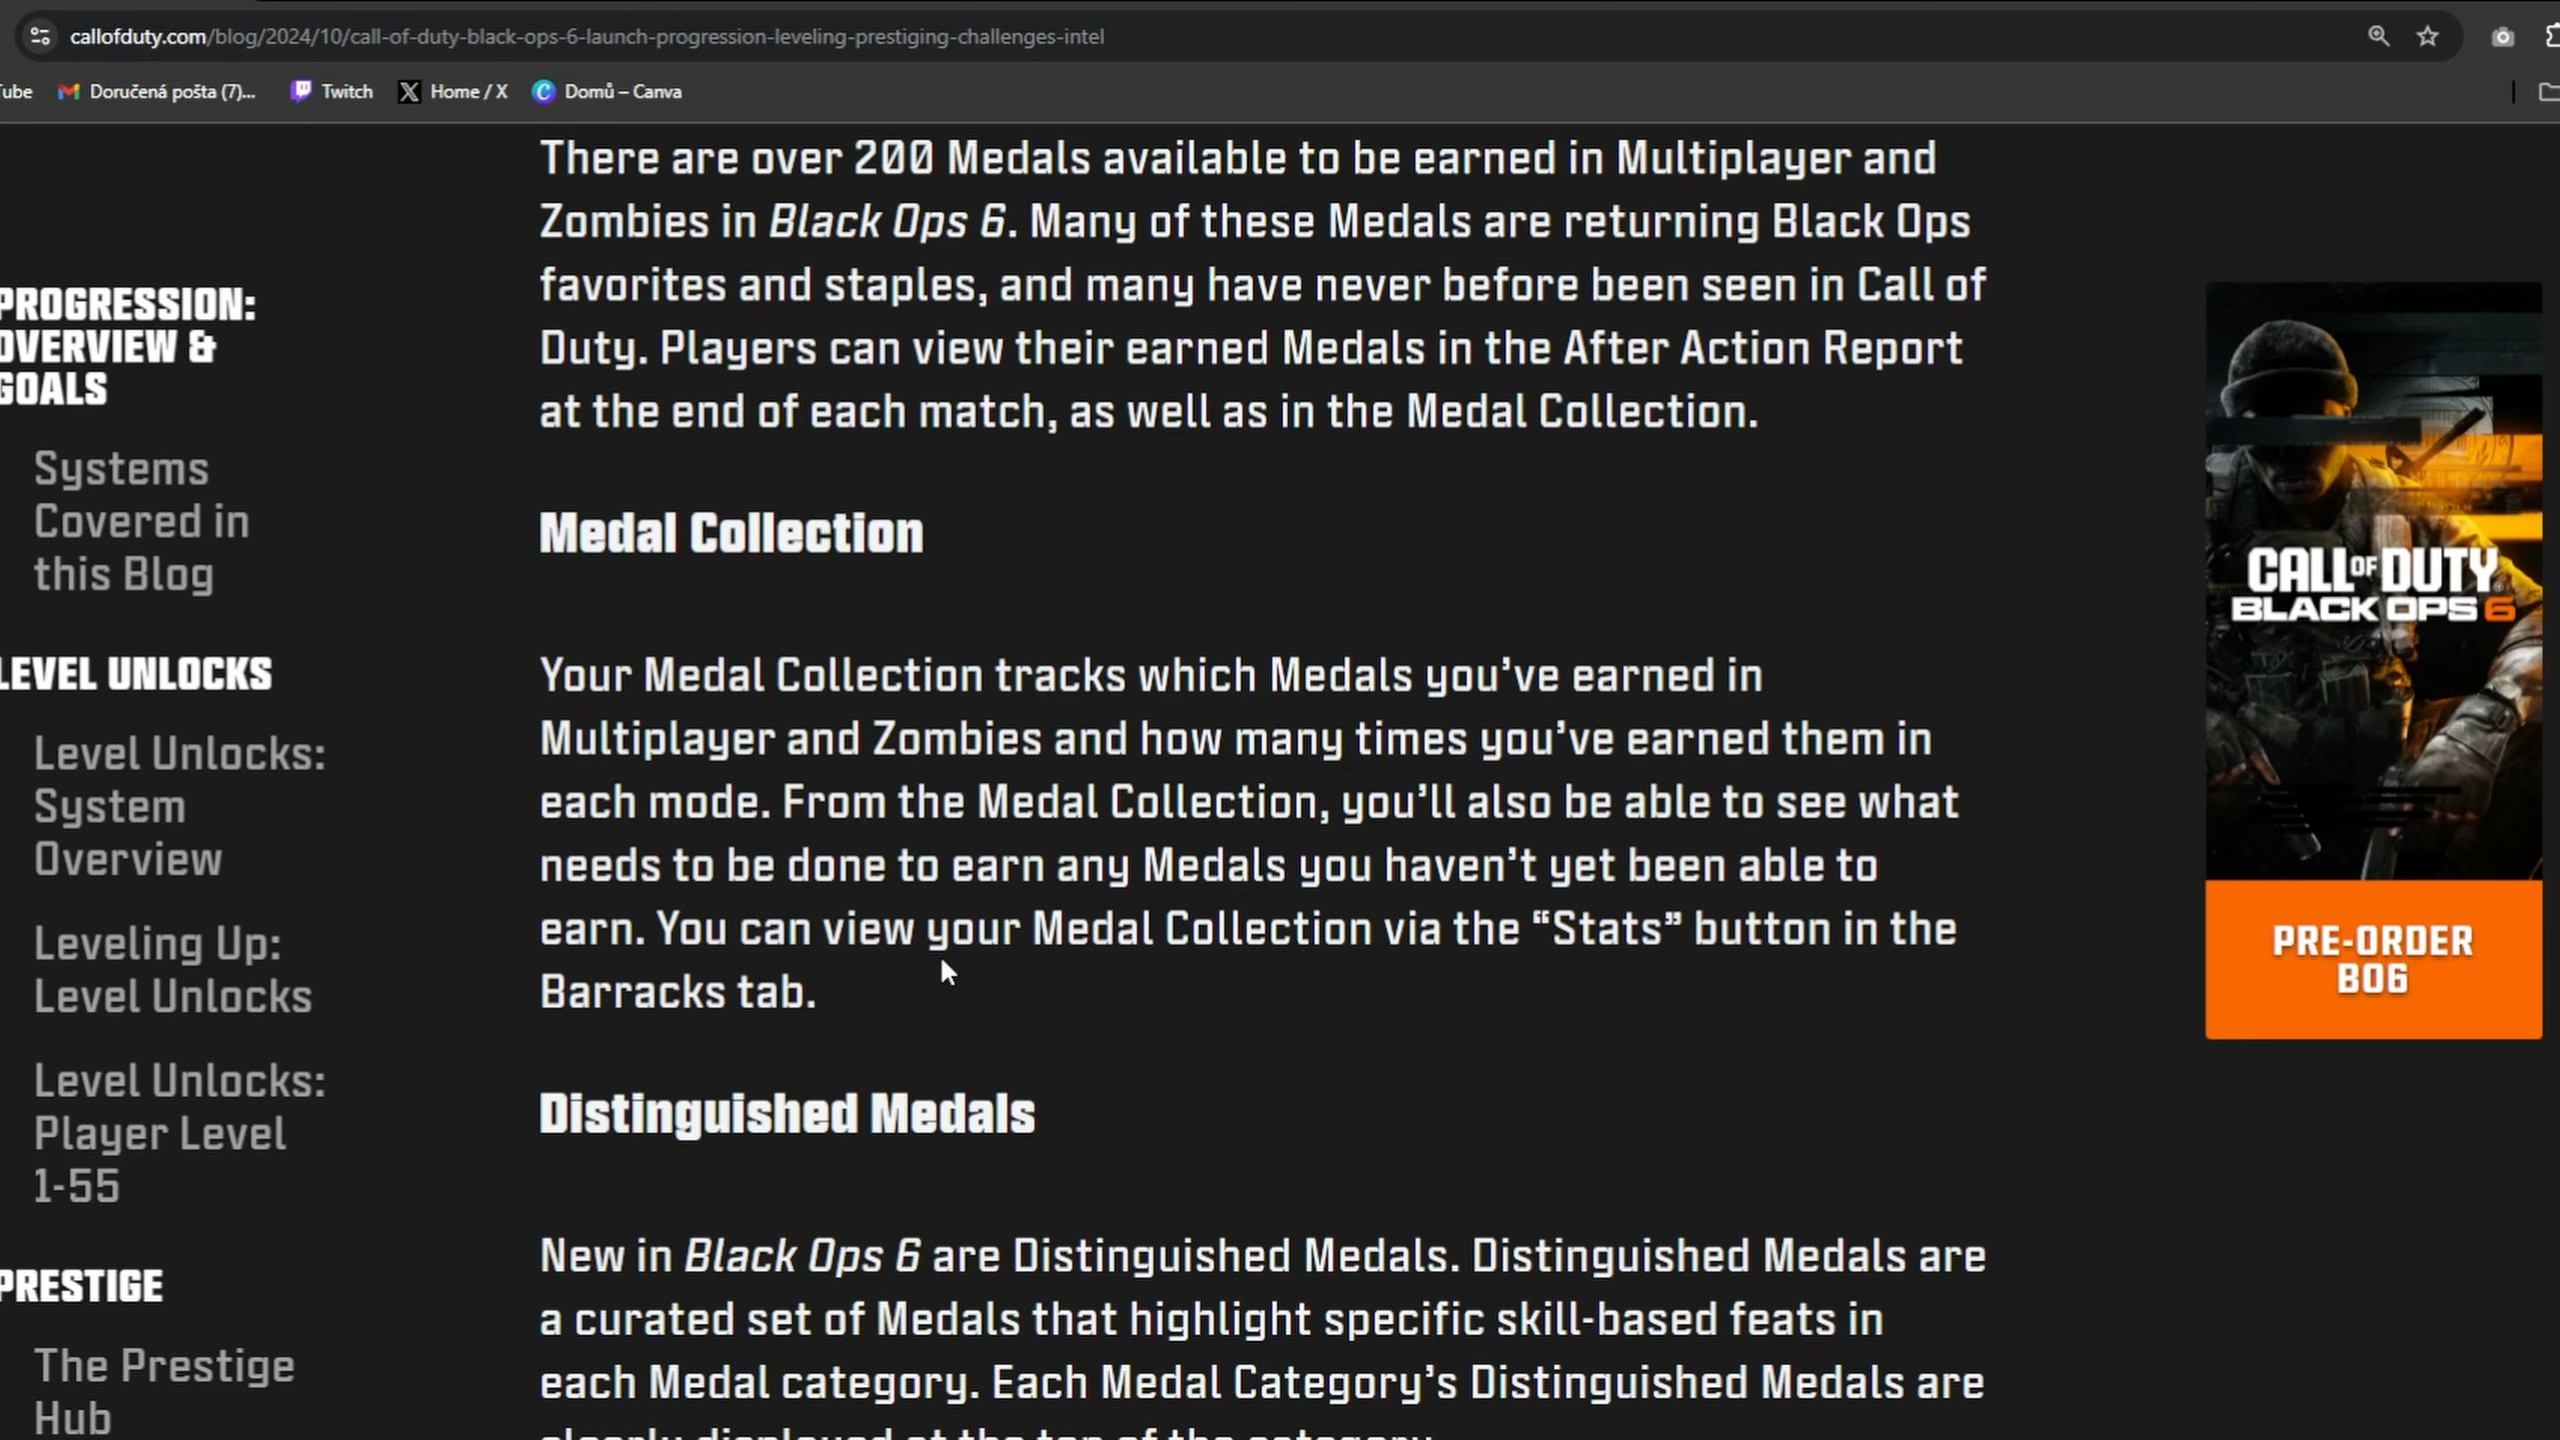 callofduty.com/blog/2024/10/call-of-duty-black-ops-6-launch-progression-leveling-prestiging-challenges-intel
Doručená pošta (7)...
Twitch
Home / X
Domů – Canva
PROGRESSION:
OVERVIEW &
GOALS
Systems
Covered in
this Blog
LEVEL UNLOCKS
Level Unlocks:
System
Overview
Leveling Up:
Level Unlocks
Level Unlocks:
Player Level
1-55
PRESTIGE
The Prestige
Hub
There are over 200 Medals available to be earned in Multiplayer and
Zombies in Black Ops 6. Many of these Medals are returning Black Ops
favorites and staples, and many have never before been seen in Call of
Duty. Players can view their earned Medals in the After Action Report
at the end of each match, as well as in the Medal Collection.
Medal Collection
Your Medal Collection tracks which Medals you’ve earned in
Multiplayer and Zombies and how many times you’ve earned them in
each mode. From the Medal Collection, you’ll also be able to see what
needs to be done to earn any Medals you haven’t yet been able to
earn. You can view your Medal Collection via the “Stats” button in the
Barracks tab.
Distinguished Medals
New in Black Ops 6 are Distinguished Medals. Distinguished Medals are
a curated set of Medals that highlight specific skill-based feats in
each Medal category. Each Medal Category’s Distinguished Medals are
clearly displayed at the top of the category.
CALL OF DUTY
BLACK OPS 6
PRE-ORDER
BO6